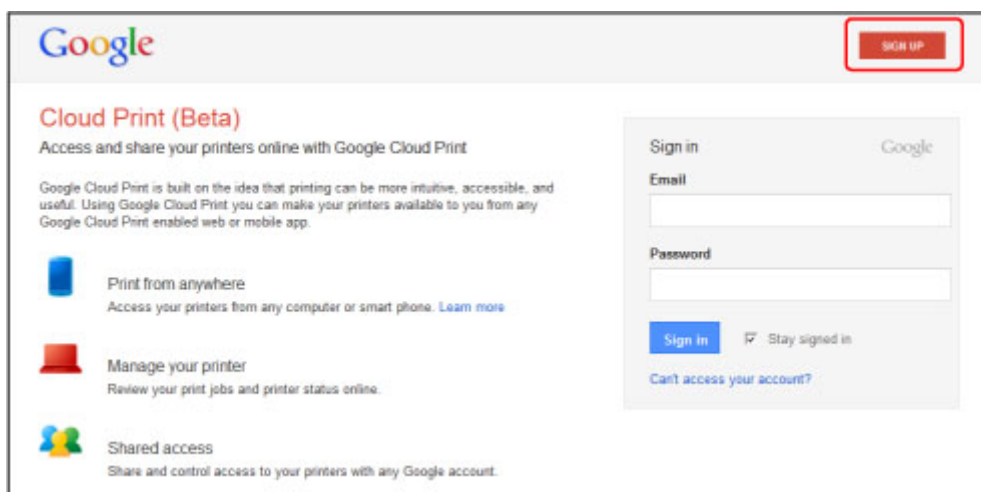 Google
SIGN UP
Cloud Print (Beta)
Access and share your printers online with Google Cloud Print
Google Cloud Print is built on the idea that printing can be more intuitive, accessible, and
useful. Using Google Cloud Print you can make your printers available to you from any
Google Cloud Print enabled web or mobile app.
Print from anywhere
Access your printers from any computer or smart phone. Learn more
Manage your printer
Review your print jobs and printer status online.
Shared access
Share and control access to your printers with any Google account.
Sign in Google
Email
Password
Sign in Stay signed in
Can't access your account?